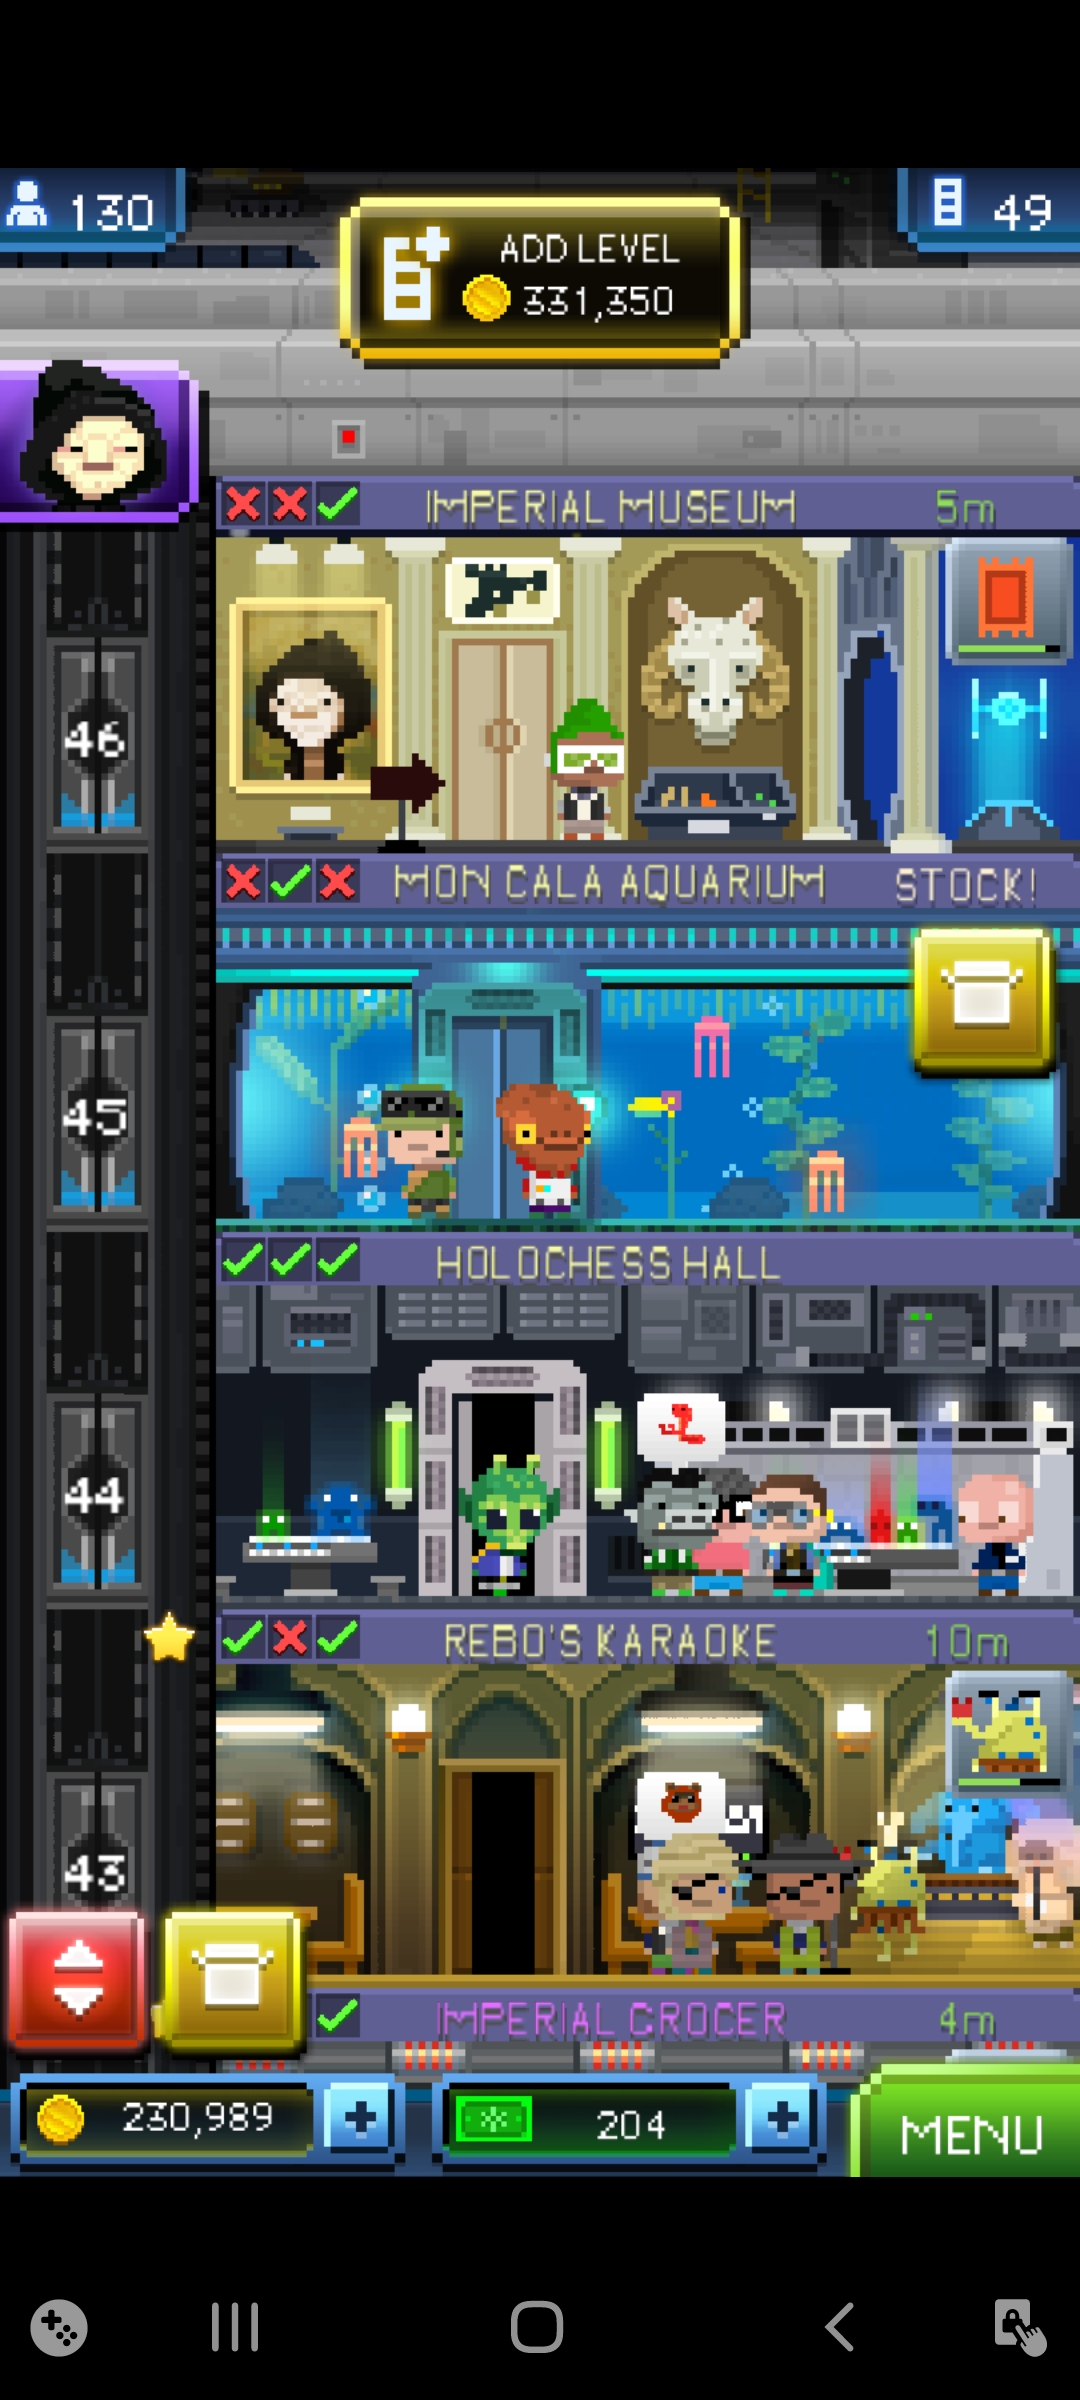 130
ADD LEVEL
331,350
49
IMPERIAL MUSEUM 5m
46
MON CALA AQUARIUM STOCK!
45
HOLOCHESS HALL
44
REBO'S KARAOKE 10m
43
IMPERIAL GROCER 4m
230,989
204
MENU